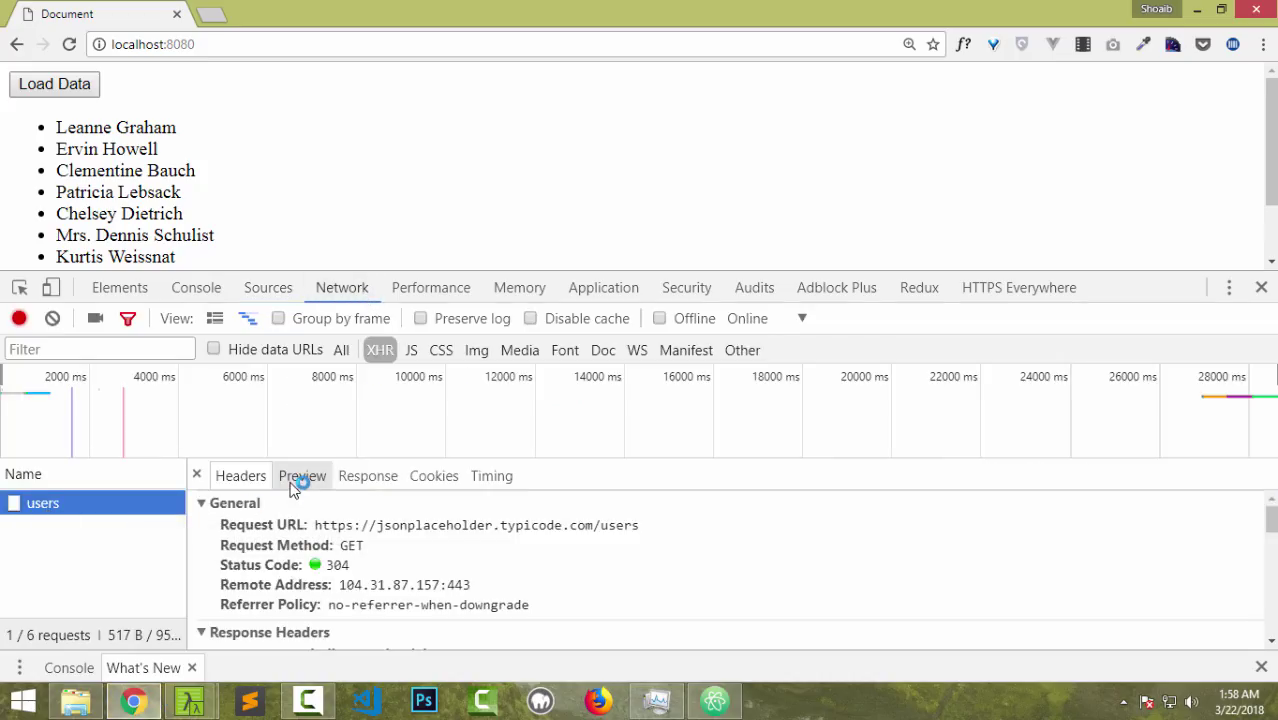 Document
Shoaib
localhost:8080
f?
Load Data
Leanne Graham
Ervin Howell
Clementine Bauch
Patricia Lebsack
Chelsey Dietrich
Mrs. Dennis Schulist
Kurtis Weissnat
Elements Console Sources Network Performance Memory Application Security Audits Adblock Plus Redux HTTPS Everywhere
View: Group by frame Preserve log Disable cache Offline Online
Filter Hide data URLs All XHR JS CSS Img Media Font Doc WS Manifest Other
2000 ms 4000 ms 6000 ms 8000 ms 10000 ms 12000 ms 14000 ms 16000 ms 18000 ms 20000 ms 22000 ms 24000 ms 26000 ms 28000 ms
Name Headers Preview Response Cookies Timing
users
General
Request URL: https://jsonplaceholder.typicode.com/users
Request Method: GET
Status Code: 304
Remote Address: 104.31.87.157:443
Referrer Policy: no-referrer-when-downgrade
Response Headers
1 / 6 requests | 517 B / 95...
Console What's New
Ps
1:58 AM
3/22/2018